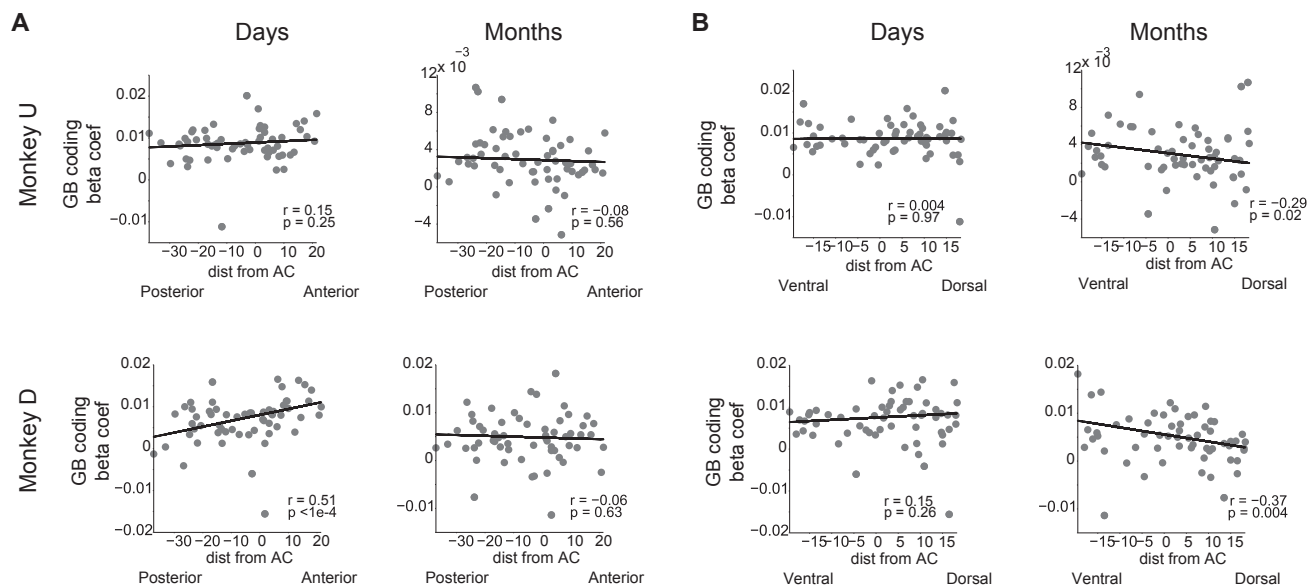 A
B
Days
Months
Days
Months
Monkey U
GB coding
beta coef
0.02
0.01
0
−0.01
−30 −20 −10 0 10 20
dist from AC
Posterior
Anterior
r = 0.15
p = 0.25
12 x 10 −3
8
4
0
−4
−30 −20 −10 0 10 20
dist from AC
Posterior
Anterior
r = −0.08
p = 0.56
GB coding
beta coef
0.02
0.01
0
−0.01
−15 −10 −5 0 5 10 15
dist from AC
Ventral
Dorsal
r = 0.004
p = 0.97
12 x 10 −3
8
4
0
−4
−15 −10 −5 0 5 10 15
dist from AC
Ventral
Dorsal
r = −0.29
p = 0.02
Monkey D
GB coding
beta coef
0.02
0.01
0
−0.01
−0.02
−30 −20 −10 0 10 20
dist from AC
Posterior
Anterior
r = 0.51
p <1e-4
0.02
0.01
0
−0.01
−30 −20 −10 0 10 20
dist from AC
Posterior
Anterior
r = −0.06
p = 0.63
GB coding
beta coef
0.02
0.01
0
−0.01
−0.02
−15 −10 −5 0 5 10 15
dist from AC
Ventral
Dorsal
r = 0.15
p = 0.26
0.02
0.01
0
−0.01
−15 −10 −5 0 5 10 15
dist from AC
Ventral
Dorsal
r = −0.37
p = 0.004